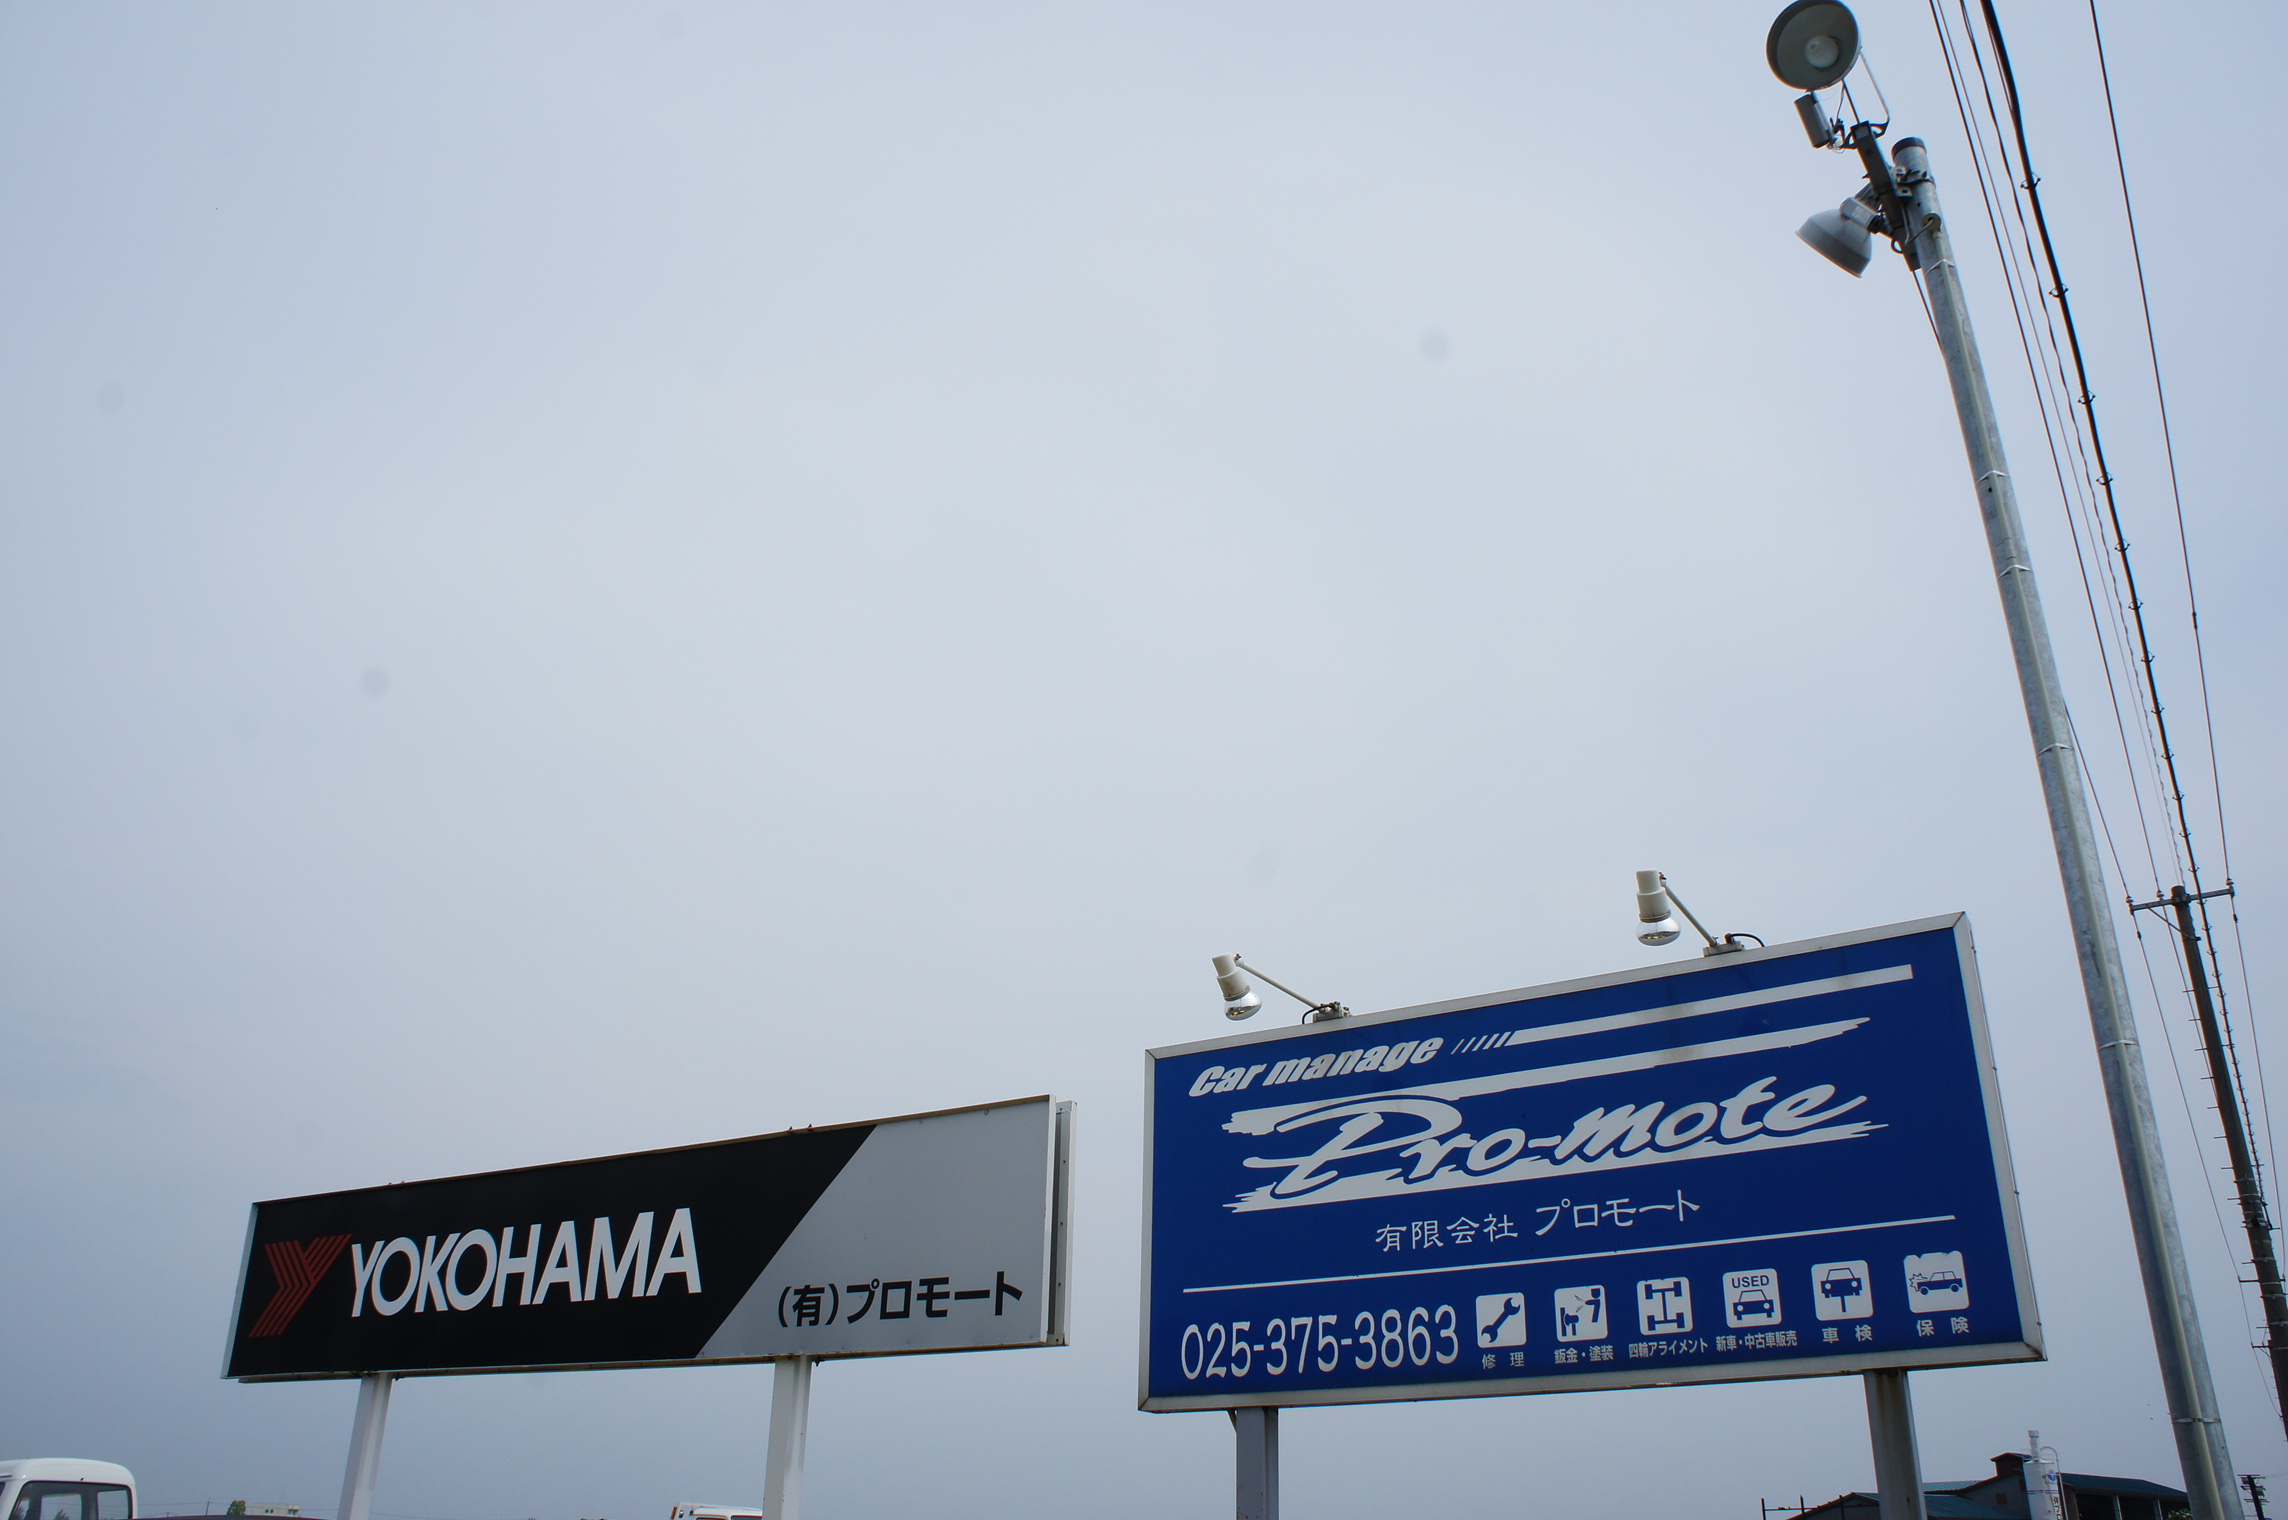 YOKOHAMA
(有)プロモート
Car manage
Pro-mote
有限会社 プロモート
025-375-3863
修理
鈑金・塗装
四輪アライメント
USED
新車・中古車販売
車検
保険